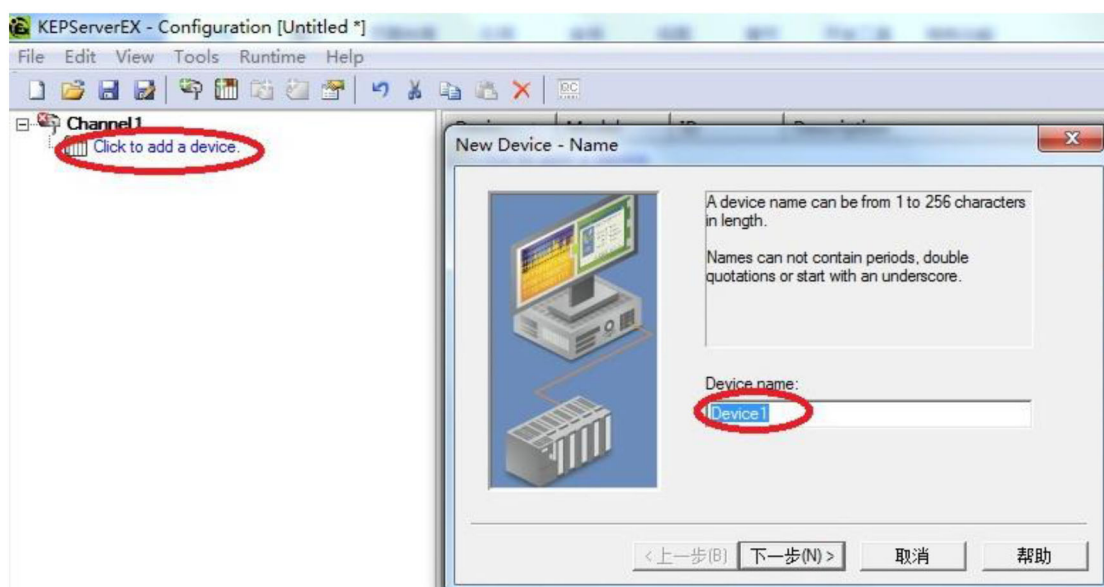 KEPServerEX - Configuration [Untitled *]
File Edit View Tools Runtime Help
Channel1
Click to add a device.
New Device - Name
A device name can be from 1 to 256 characters
in length.
Names can not contain periods, double
quotations or start with an underscore.
Device name:
Device1
<上一步(B) 下一步(N) > 取消 帮助